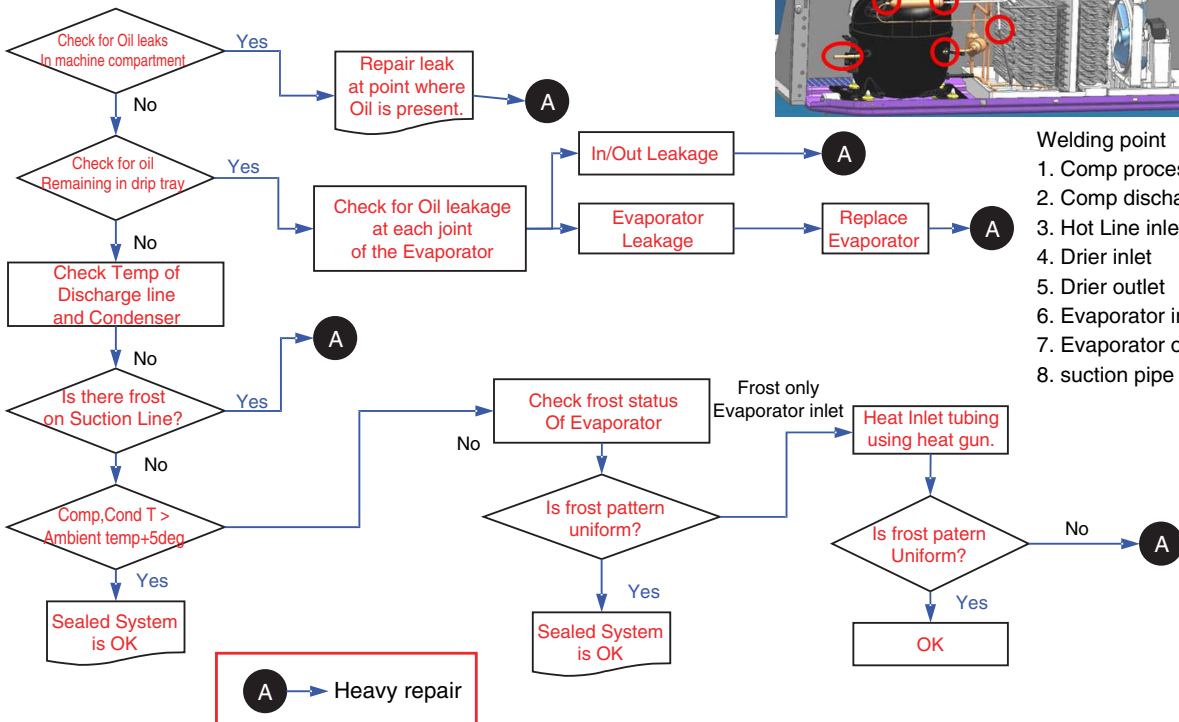 Check for Oil leaks
In machine compartment
Yes
Repair leak
at point where
Oil is present.
A
No
Check for oil
Remaining in drip tray
Yes
Check for Oil leakage
at each joint
of the Evaporator
In/Out Leakage
A
Evaporator
Leakage
Replace
Evaporator
A
No
Check Temp of
Discharge line
and Condenser
No
Is there frost
on Suction Line?
Yes
A
No
Comp,Cond T >
Ambient temp+5deg
Yes
Sealed System
is OK
No
Check frost status
Of Evaporator
Is frost pattern
uniform?
Yes
Sealed System
is OK
Frost only
Evaporator inlet
Heat Inlet tubing
using heat gun.
Is frost patern
Uniform?
No
A
Yes
OK
Welding point
1. Comp
2. Comp
3. Hot Line
4. Drier inlet
5. Drier outlet
6. Evaporator
7. Evaporator
8. suction pipe
A
Heavy repair